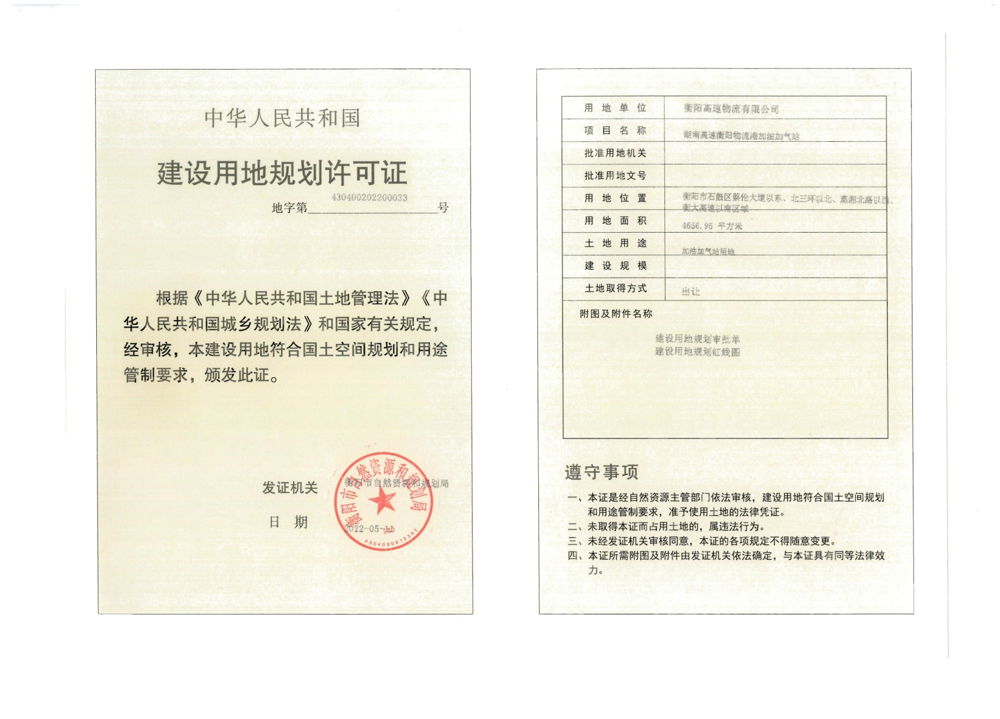 中华人民共和国
建设用地规划许可证
地字第430400202200033号
根据《中华人民共和国土地管理法》《中
华人民共和国城乡规划法》和国家有关规定，
经审核，本建设用地符合国土空间规划和用途
管制要求，颁发此证。
发证机关 衡阳市自然资源和规划局
日期 2022-05-11
衡阳市自然资源和规划局
4304080912342
用地单位 衡阳高速物流有限公司
项目名称 湖南高速衡阳物流港加油加气站
批准用地机关
批准用地文号
用地位置 衡阳市石鼓区蔡伦大道以东、北三环以北、蒸湘北路以西、
衡大高速以南区域
用地面积 4656.95 平方米
土地用途 加油加气站用地
建设规模
土地取得方式 出让
附图及附件名称
建设用地规划审批单
建设用地规划红线图
遵守事项
一、本证是经自然资源主管部门依法审核，建设用地符合国土空间规划
和用途管制要求，准予使用土地的法律凭证。
二、未取得本证而占用土地的，属违法行为。
三、未经发证机关审核同意，本证的各项规定不得随意变更。
四、本证所需附图及附件由发证机关依法确定，与本证具有同等法律效
力。